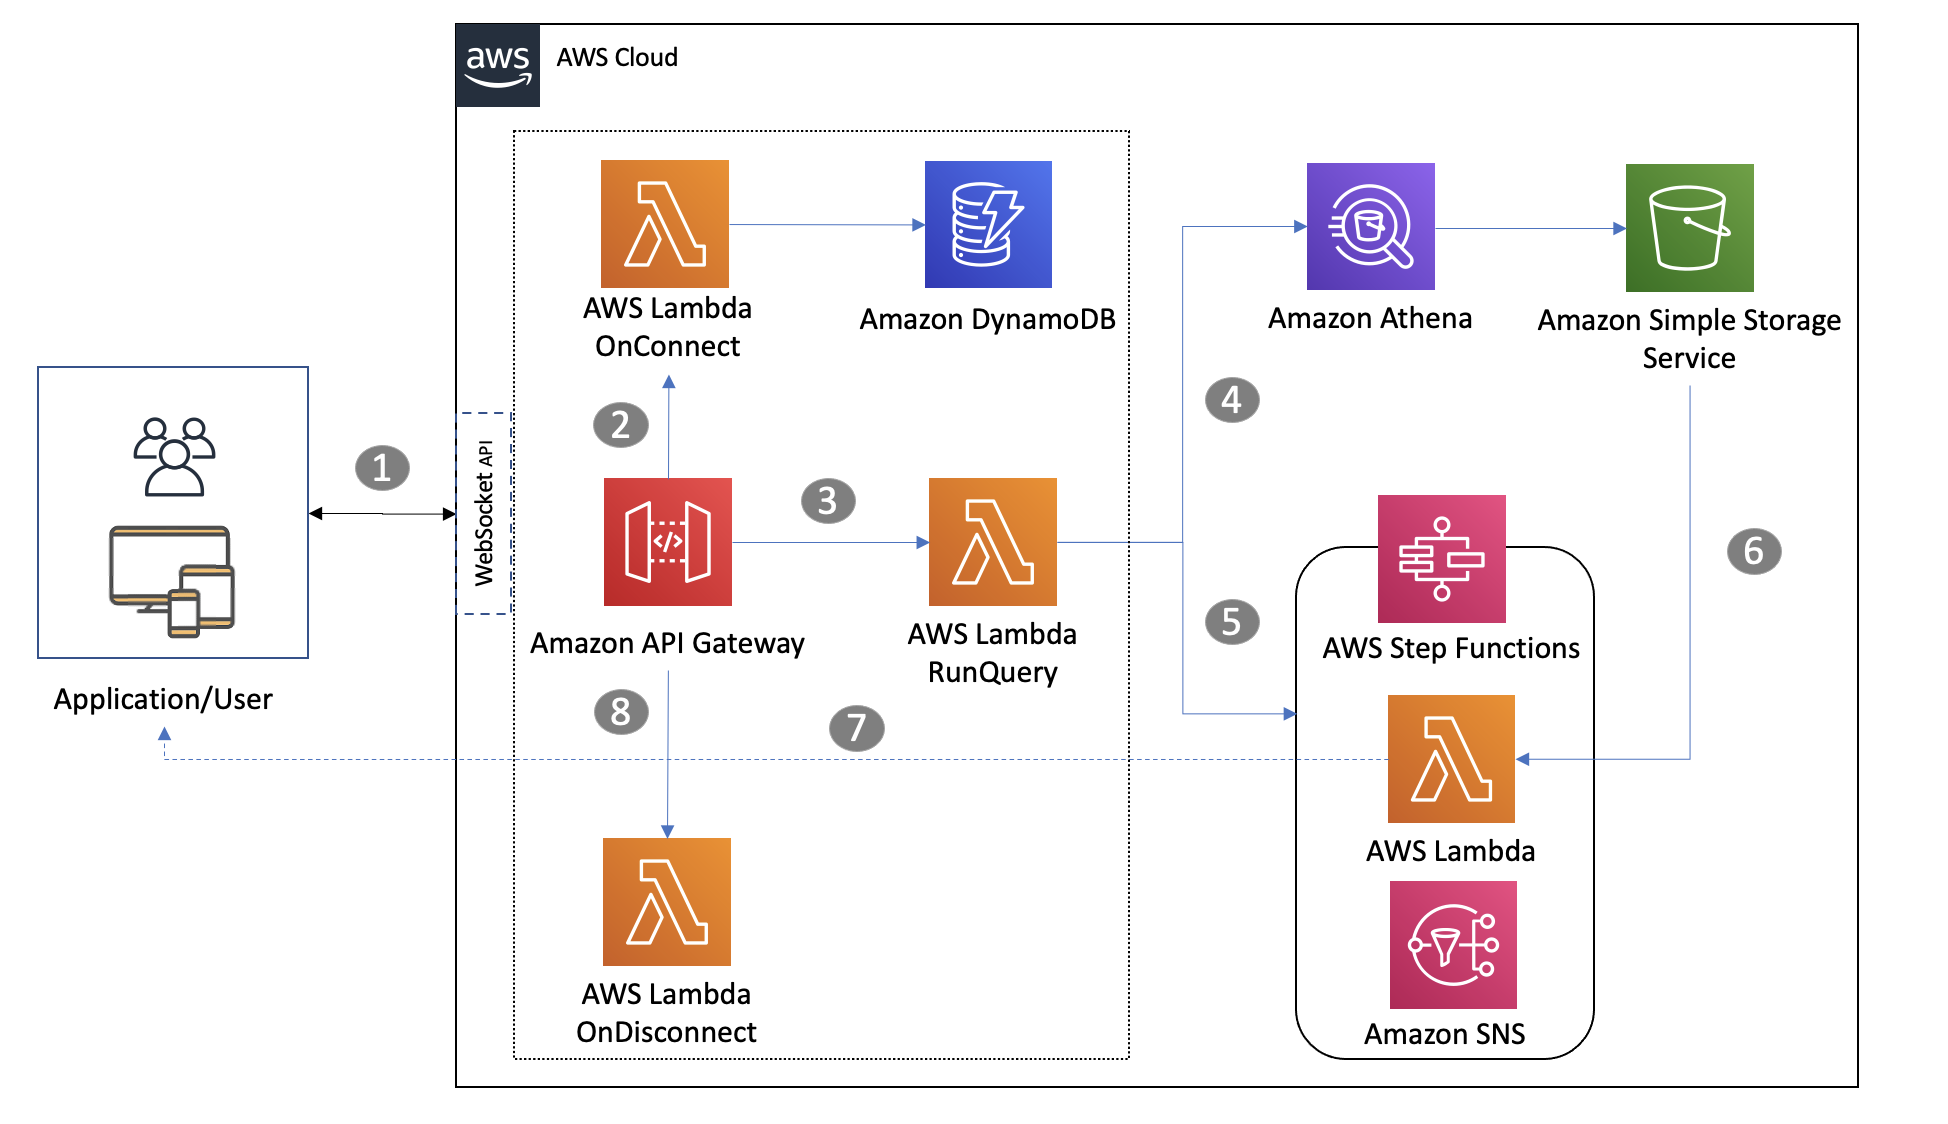 aws
AWS Cloud
AWS Lambda
OnConnect
Amazon DynamoDB
Amazon Athena
Amazon Simple Storage
Service
2
4
1
WebSocket API
3
</>
6
5
Amazon API Gateway
AWS Lambda
RunQuery
AWS Step Functions
Application/User
8
7
AWS Lambda
AWS Lambda
OnDisconnect
Amazon SNS